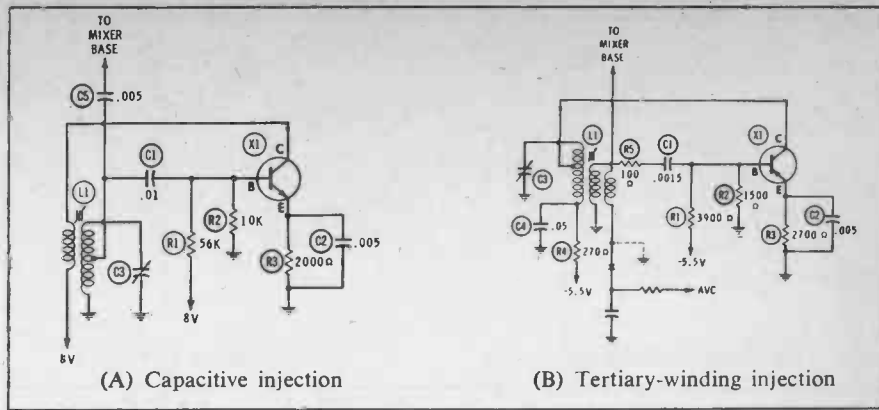 TO
MIXER
BASE
C5 .005
X1
C
C1
B
.01
E
L1
R2 10K
C2
R1
.005
56K
R3 2000Ω
C3
8V
8V
(A) Capacitive injection
TO
MIXER
BASE
X1
C
L1 R5 C1
C3
100
Ω
.0015
B
E
R2 1500
Ω
C2
C4 .05
R1 3900Ω
R3 2700
Ω
.005
R4 270Ω
-5.5V
-5.5V
AVC
(B) Tertiary-winding injection